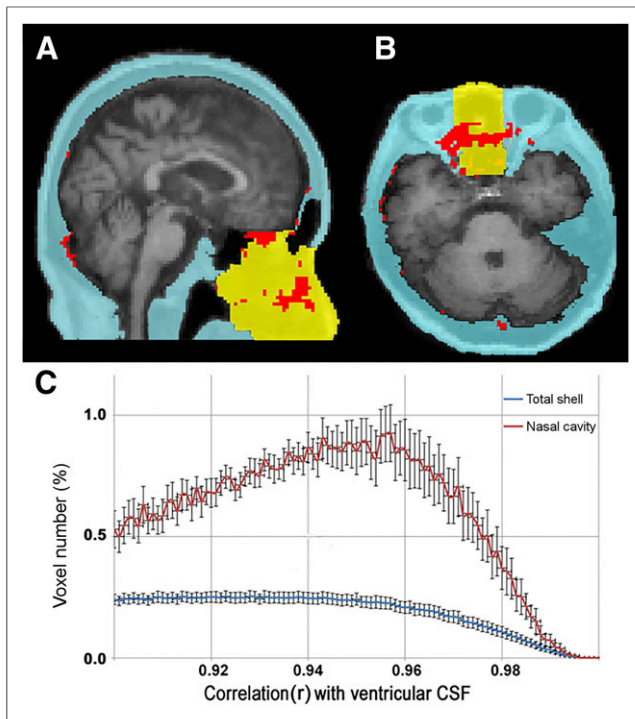 A
B
C
Total shell
Nasal cavity
1.0
0.5
0.0
Voxel number (%)
0.92 0.94 0.96 0.98
Correlation(r) with ventricular CSF